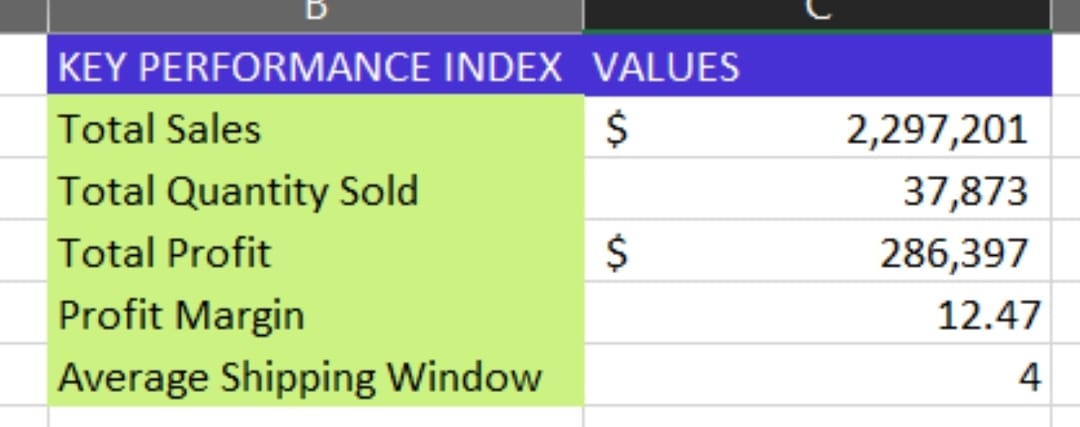 B C
KEY PERFORMANCE INDEX VALUES
Total Sales $ 2,297,201
Total Quantity Sold 37,873
Total Profit $ 286,397
Profit Margin 12.47
Average Shipping Window 4